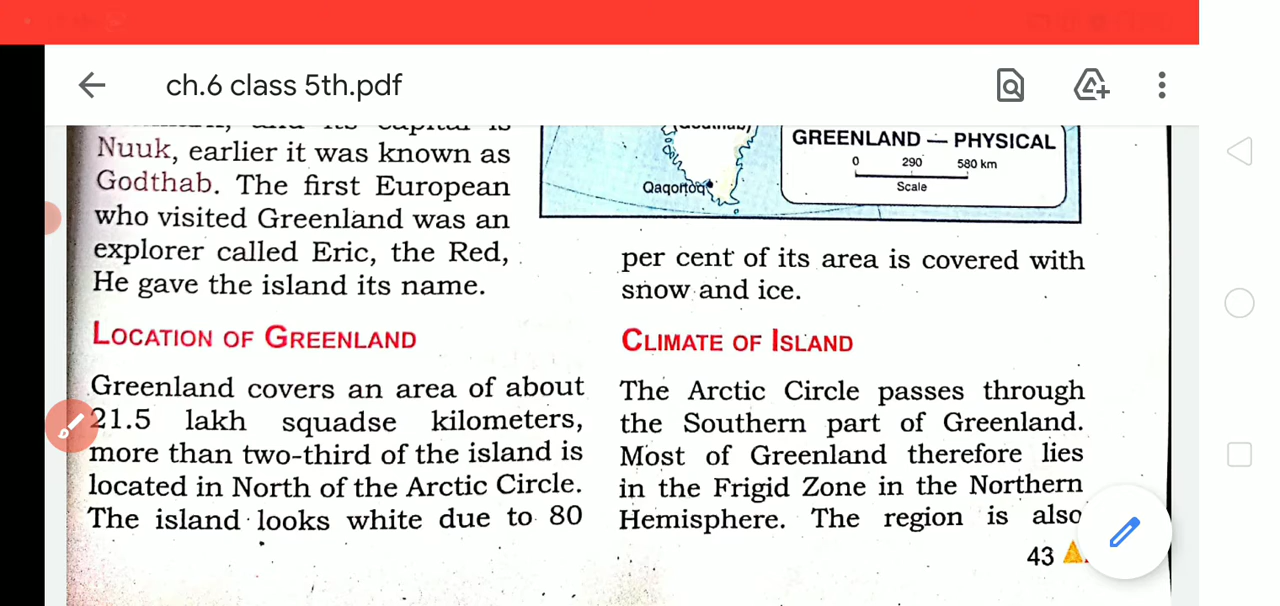 ch.6 class 5th.pdf
and its capital is
Nuuk, earlier it was known as
Godthab. The first European
who visited Greenland was an
explorer called Eric, the Red,
He gave the island its name.
LOCATION OF GREENLAND
Greenland covers an area of about
21.5 lakh squadse kilometers,
more than two-third of the island is
located in North of the Arctic Circle.
The island looks white due to 80
Qaqortoq
GREENLAND — PHYSICAL
0 290 580 km
Scale
per cent of its area is covered with
snow and ice.
CLIMATE OF ISLAND
The Arctic Circle passes through
the Southern part of Greenland.
Most of Greenland therefore lies
in the Frigid Zone in the Northern
Hemisphere. The region is also
43